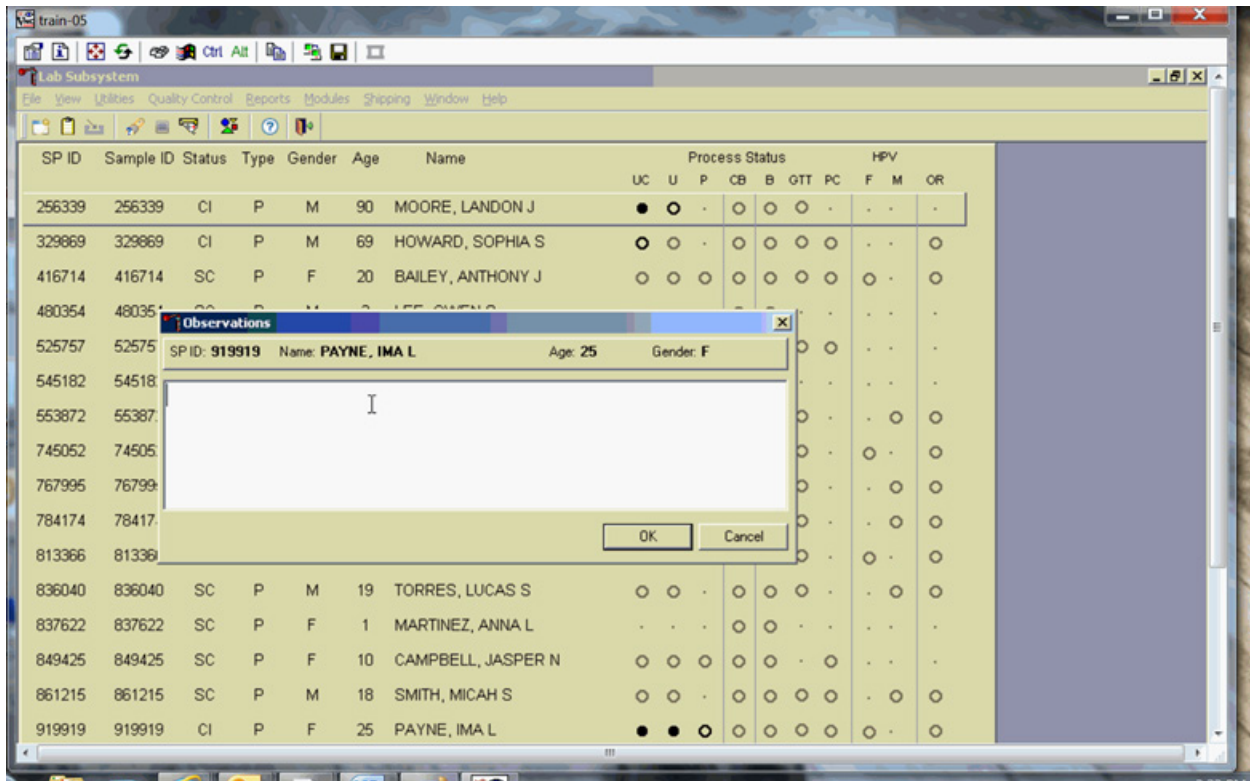 train-05
Ctrl Alt
Lab Subsystem
File View Utilities Quality Control Reports Modules Shipping Window Help
Process Status HPV
SP ID Sample ID Status Type Gender Age Name
UC U P CB B GTT PC F M OR
256339 256339 CI P M 90 MOORE, LANDON J
329869 329869 CI P M 69 HOWARD, SOPHIA S
416714 416714 SC P F 20 BAILEY, ANTHONY J
480354
Observations
525757 SP ID: 919919 Name: PAYNE, IMA L Age: 25 Gender: F
545182
553872
745052
767995
784174
OK Cancel
813366
836040 836040 SC P M 19 TORRES, LUCAS S
837622 837622 SC P F 1 MARTINEZ, ANNA L
849425 849425 SC P F 10 CAMPBELL, JASPER N
861215 861215 SC P M 18 SMITH, MICAH S
919919 919919 CI P F 25 PAYNE, IMA L